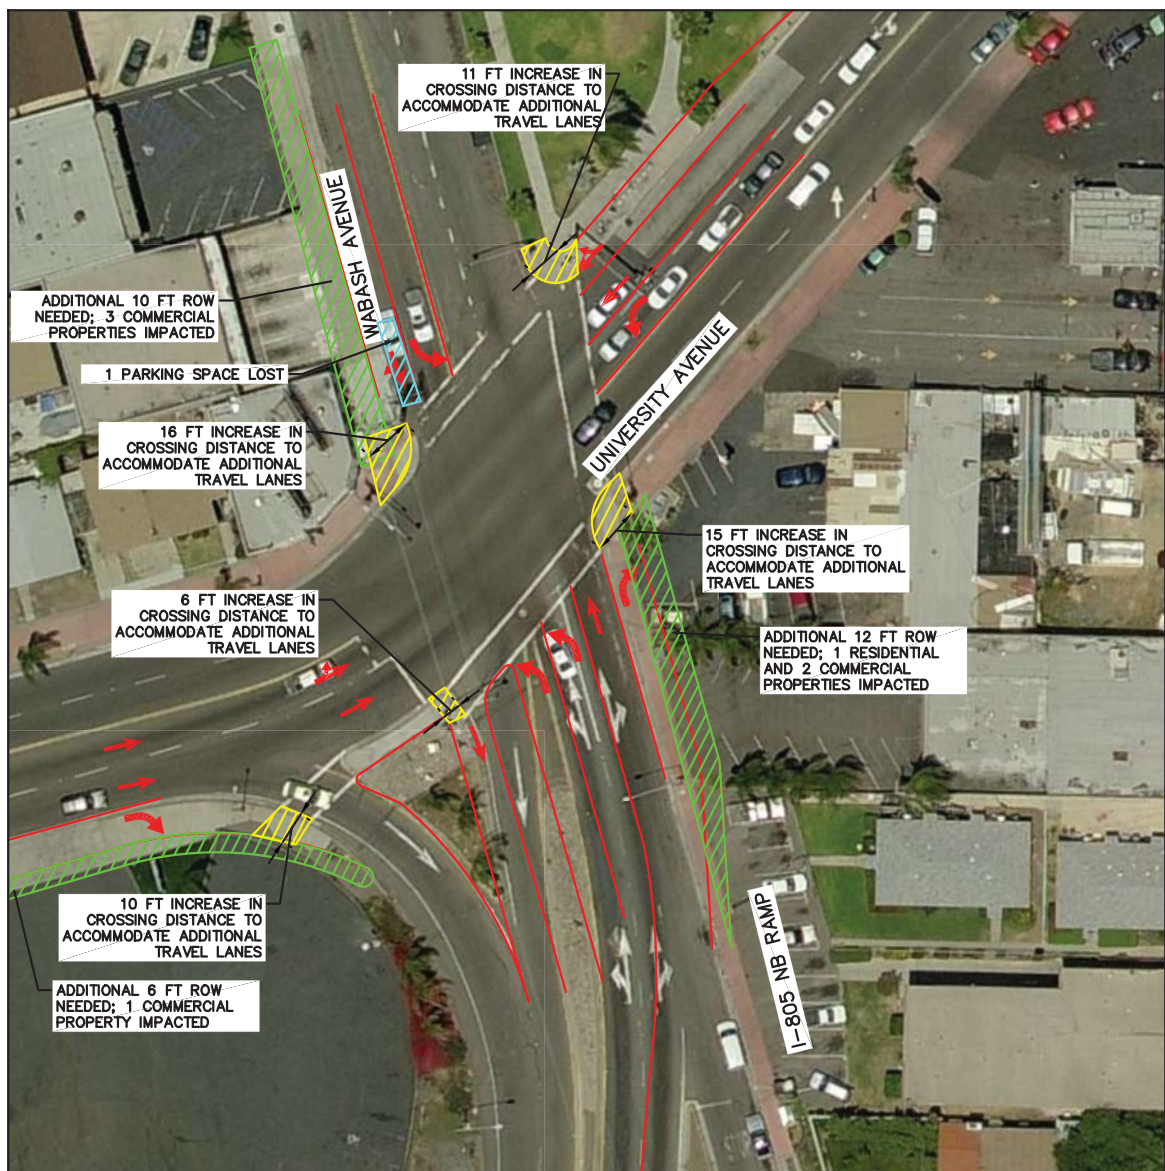 11 FT INCREASE IN
CROSSING DISTANCE TO
ACCOMMODATE ADDITIONAL
TRAVEL LANES
WABASH AVENUE
ADDITIONAL 10 FT ROW
NEEDED; 3 COMMERCIAL
PROPERTIES IMPACTED
1 PARKING SPACE LOST
16 FT INCREASE IN
CROSSING DISTANCE TO
ACCOMMODATE ADDITIONAL
TRAVEL LANES
UNIVERSITY AVENUE
15 FT INCREASE IN
CROSSING DISTANCE TO
ACCOMMODATE ADDITIONAL
TRAVEL LANES
6 FT INCREASE IN
CROSSING DISTANCE TO
ACCOMMODATE ADDITIONAL
TRAVEL LANES
ADDITIONAL 12 FT ROW
NEEDED; 1 RESIDENTIAL
AND 2 COMMERCIAL
PROPERTIES IMPACTED
10 FT INCREASE IN
CROSSING DISTANCE TO
ACCOMMODATE ADDITIONAL
TRAVEL LANES
ADDITIONAL 6 FT ROW
NEEDED; 1 COMMERCIAL
PROPERTY IMPACTED
I-805 NB RAMP